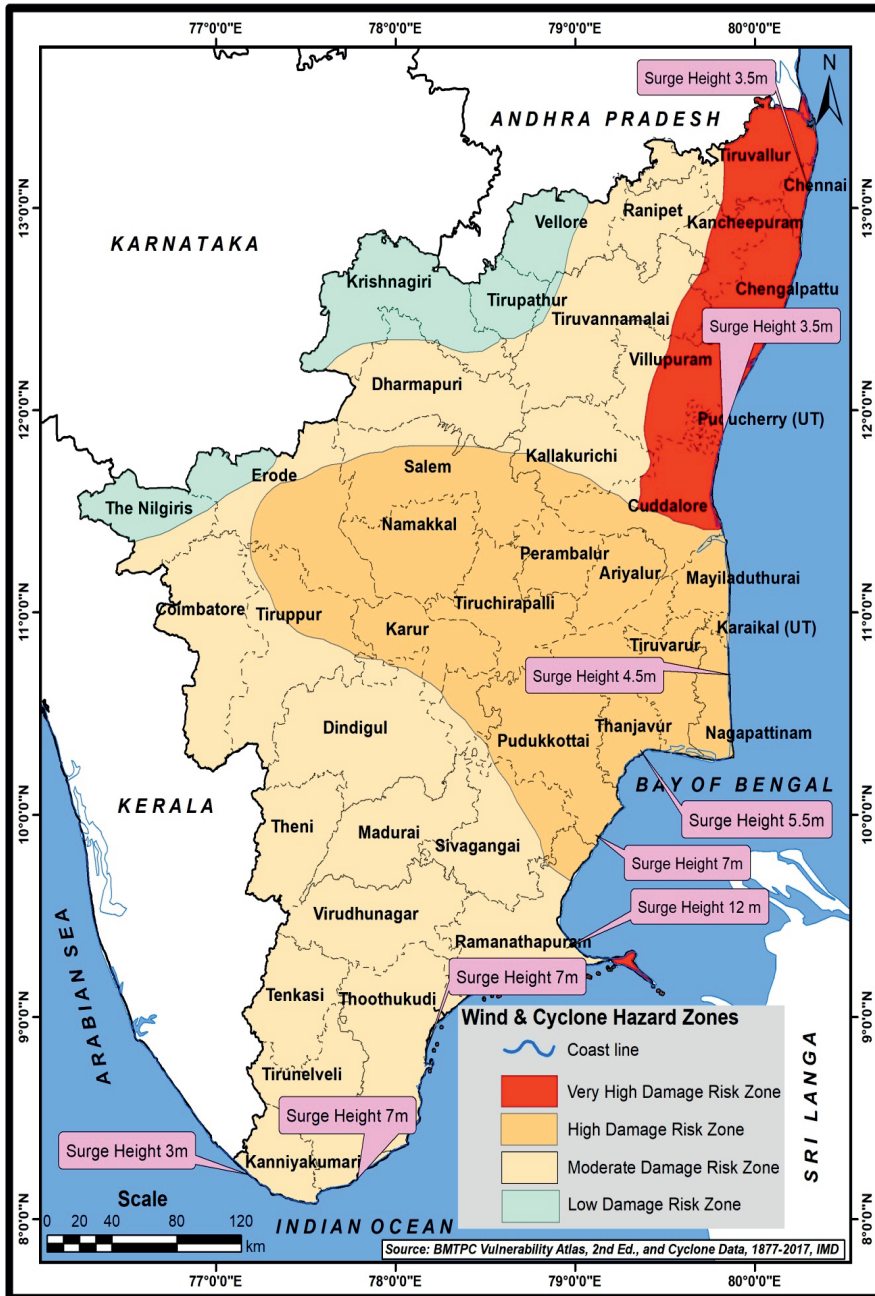 77°0'0"E 78°0'0"E 79°0'0"E 80°0'0"E
N
Surge Height 3.5m
ANDHRA PRADESH
Tiruvallur
Chennai
13°0'0"N
Vellore
Ranipet
Kancheepuram
13°0'0"N
KARNATAKA
Krishnagiri
Tirupathur
Chengalpattu
Tiruvannamalai
Surge Height 3.5m
Villupuram
Dharmapuri
12°0'0"N
Puducherry (UT)
12°0'0"N
Kallakurichi
Salem
Erode
The Nilgiris
Cuddalore
Namakkal
Perambalur
Ariyalur
Mayiladuthurai
11°0'0"N
Coimbatore
Tiruppur
Tiruchirapalli
Karur
Karaikal (UT)
11°0'0"N
Tiruvarur
Surge Height 4.5m
Dindigul
Pudukkottai
Thanjavur
Nagapattinam
BAY OF BENGAL
10°0'0"N
KERALA
Theni
Madurai
Surge Height 5.5m
10°0'0"N
Sivagangai
Surge Height 7m
Virudhunagar
Surge Height 12 m
Ramanathapuram
ARABIAN SEA
Surge Height 7m
Tenkasi
Thoothukudi
9°0'0"N
Wind & Cyclone Hazard Zones
9°0'0"N
Coast line
Tirunelveli
Very High Damage Risk Zone
Surge Height 7m
High Damage Risk Zone
SRI LANGA
Surge Height 3m
Kanniyakumari
Moderate Damage Risk Zone
Scale
Low Damage Risk Zone
8°0'0"N
0 20 40 80 120
km
INDIAN OCEAN
8°0'0"N
Source: BMTPC Vulnerability Atlas, 2nd Ed., and Cyclone Data, 1877-2017, IMD
77°0'0"E 78°0'0"E 79°0'0"E 80°0'0"E